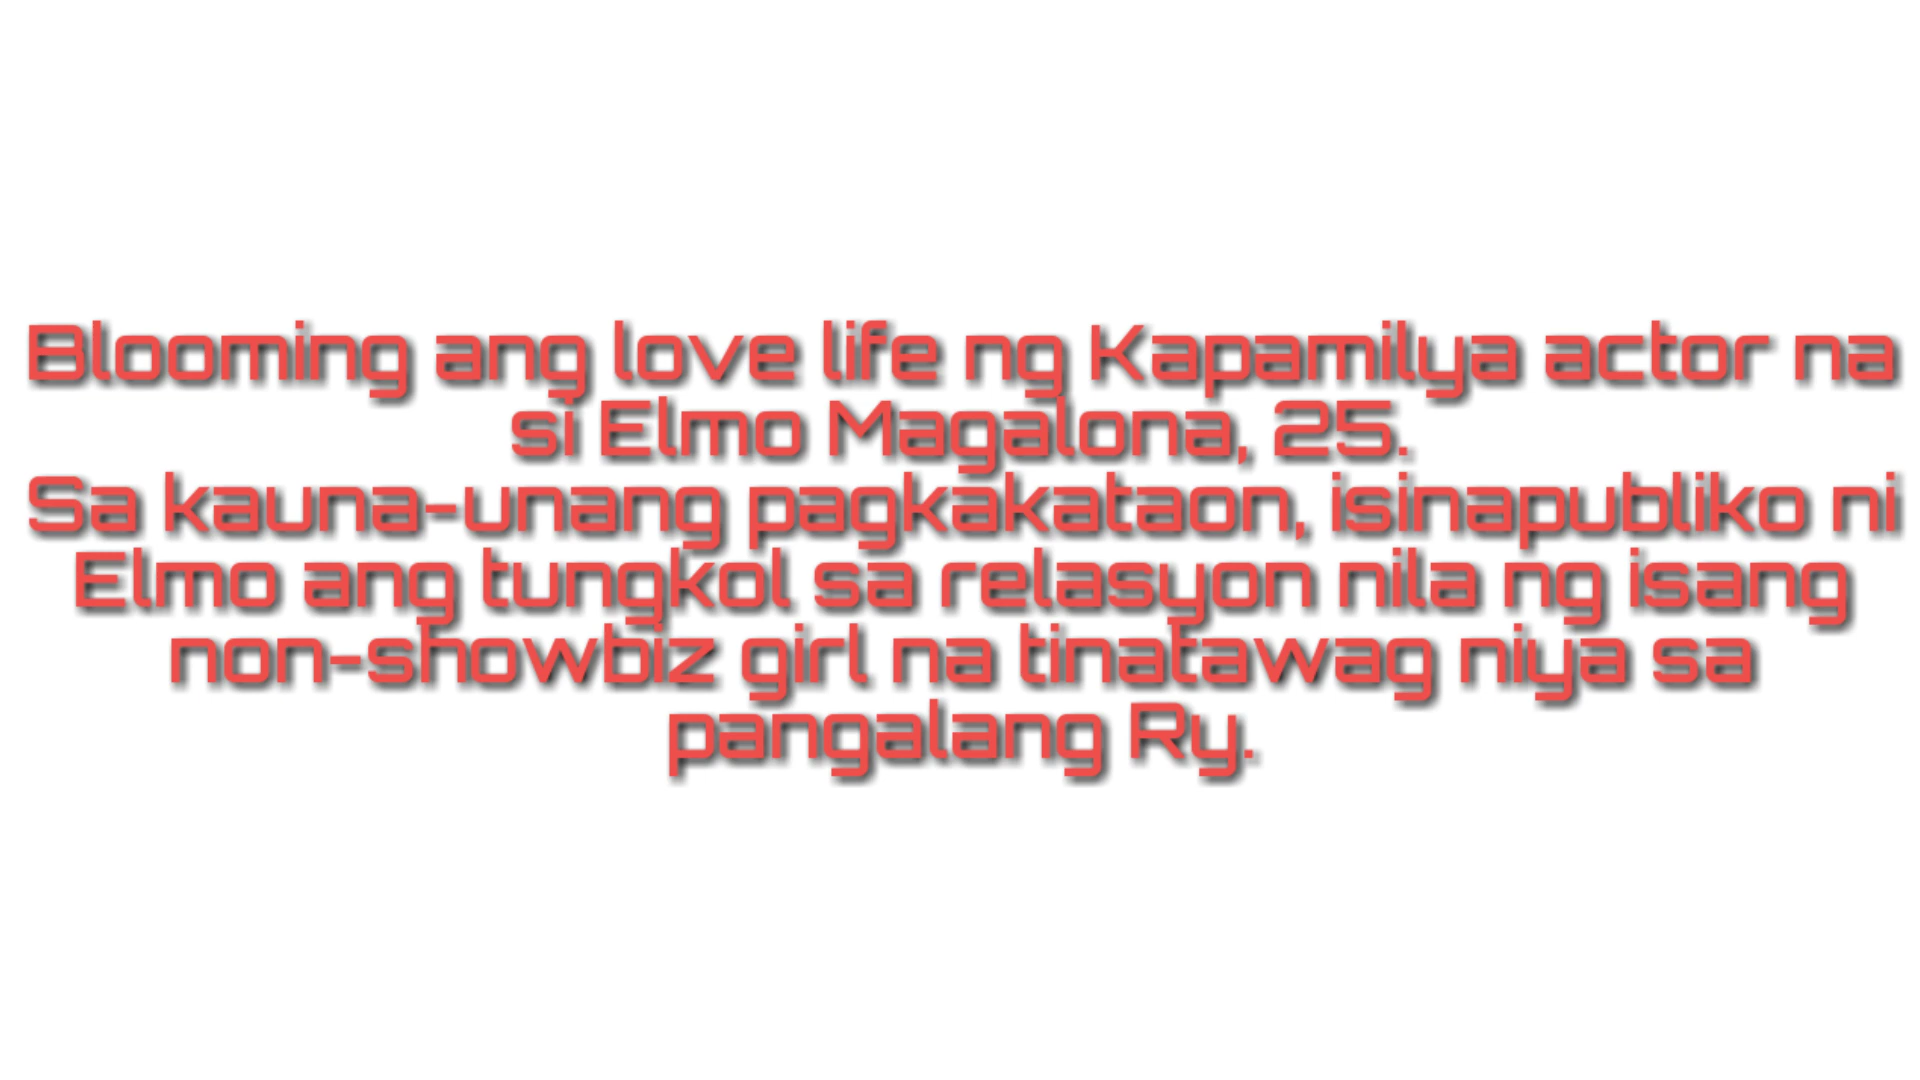 Blooming ang love life ng Kapamilya actor na
si Elmo Magalona, 25.
Sa kauna-unang pagkakataon, isinapubliko ni
Elmo ang tungkol sa relasyon nila ng isang
non-showbiz girl na tinatawag niya sa
pangalang Ry.